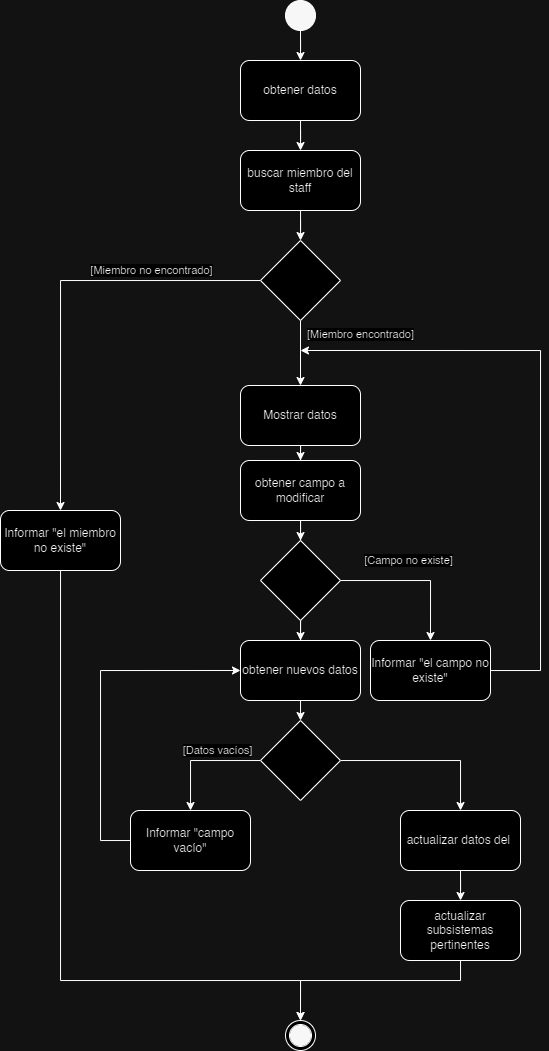 obtener datos
buscar miembro del
staff
[Miembro no encontrado]
[Miembro encontrado]
Mostrar datos
obtener campo a
modificar
Informar "el miembro
no existe"
[Campo no existe]
obtener nuevos datos
Informar "el campo no
existe"
[Datos vacios]
Informar "campo
vacío"
actualizar datos del
actualizar
subsistemas
pertinentes